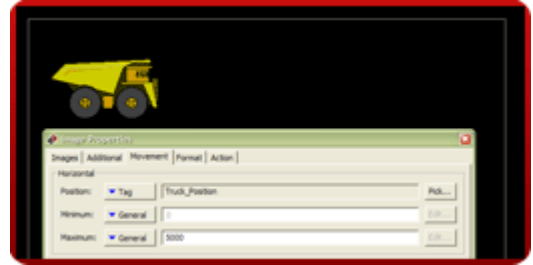 Image Properties
Images Additional Movement Format Action
Horizontal
Position: Tag Truck_Position Pick...
Minimum: General 0 Edit...
Maximum: General 5000 Edit...